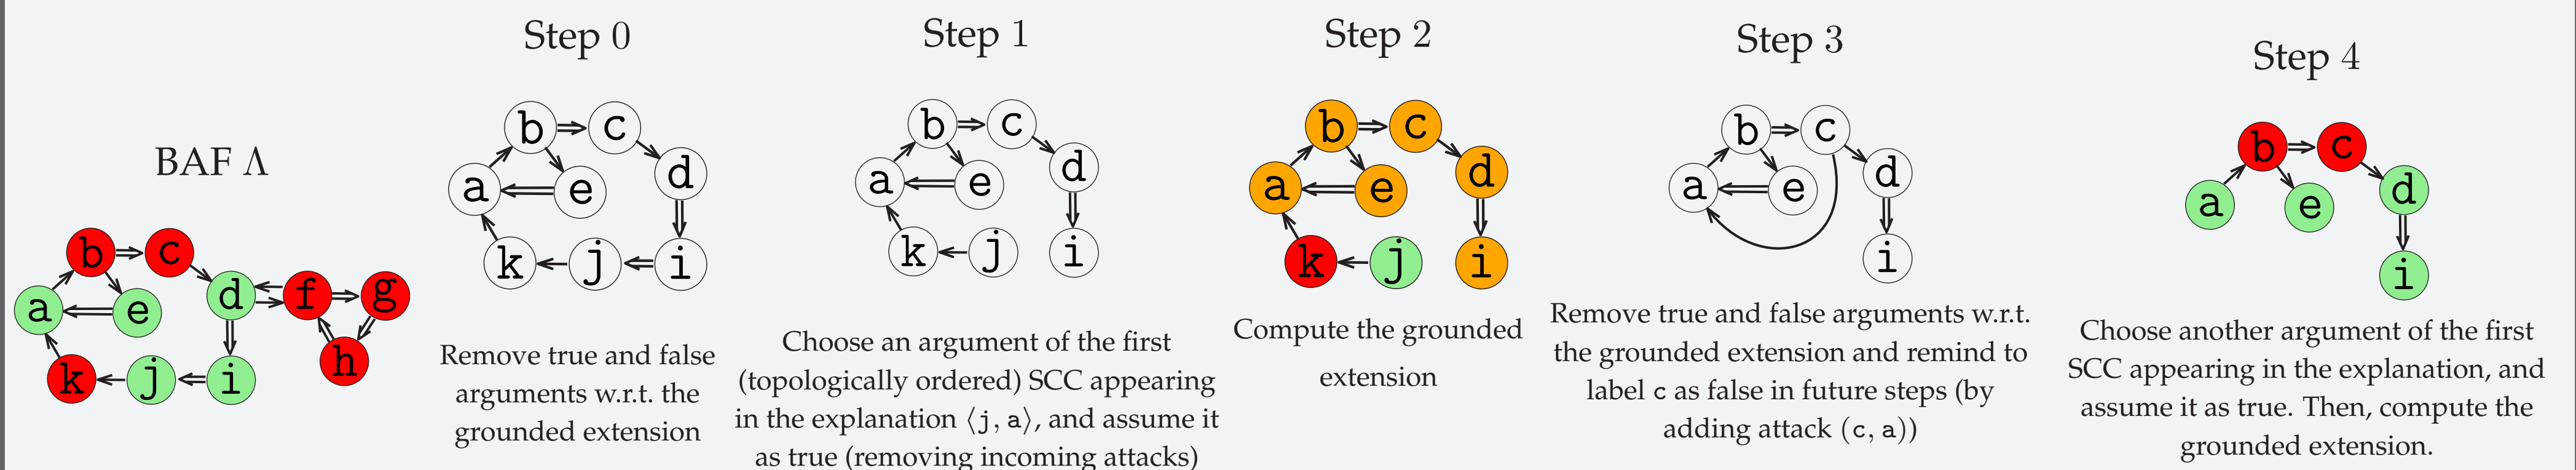 BAF Λ
b c
d f g
a e
h
k j i
Step 0
b c
a e d
k j i
Remove true and false
arguments w.r.t. the
grounded extension
Step 1
b c
a e d
k j i
Choose an argument of the first
(topologically ordered) SCC appearing
in the explanation ⟨j, a⟩, and assume it
as true (removing incoming attacks)
Step 2
b c
a e d
k j i
Compute the grounded
extension
Step 3
b c
a e d
i
Remove true and false arguments w.r.t.
the grounded extension and remind to
label c as false in future steps (by
adding attack (c, a))
Step 4
b c
a e d
i
Choose another argument of the first
SCC appearing in the explanation, and
assume it as true. Then, compute the
grounded extension.